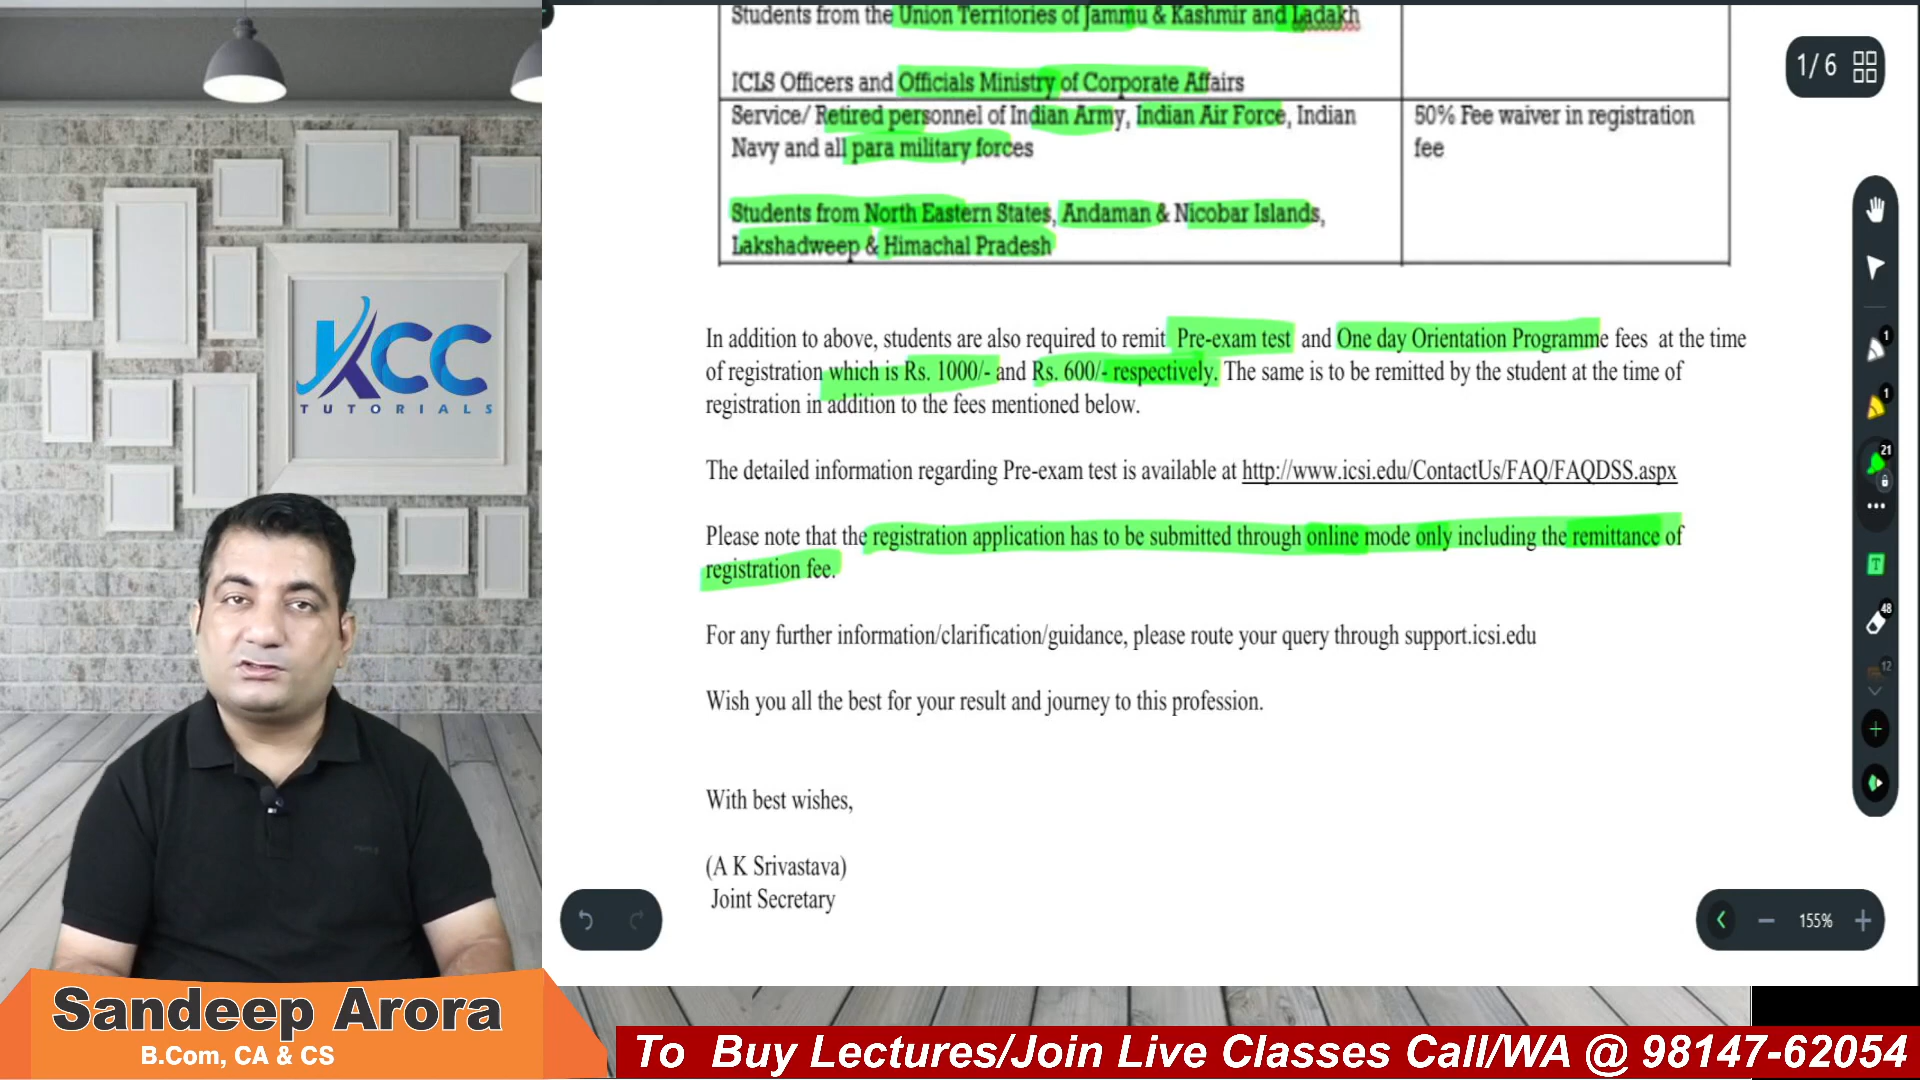 Students from the Union Territories of Jammu & Kashmir and Ladakh
ICLS Officers and Officials Ministry of Corporate Affairs
Service/ Retired personnel of Indian Army, Indian Air Force, Indian
Navy and all para military forces
50% Fee waiver in registration
fee
Students from North Eastern States, Andaman & Nicobar Islands,
Lakshadweep & Himachal Pradesh
In addition to above, students are also required to remit Pre-exam test and One day Orientation Programme fees at the time
of registration which is Rs. 1000/- and Rs. 600/- respectively. The same is to be remitted by the student at the time of
registration in addition to the fees mentioned below.
The detailed information regarding Pre-exam test is available at http://www.icsi.edu/ContactUs/FAQ/FAQDSS.aspx
Please note that the registration application has to be submitted through online mode only including the remittance of
registration fee.
For any further information/clarification/guidance, please route your query through support.icsi.edu
Wish you all the best for your result and journey to this profession.
With best wishes,
(A K Srivastava)
Joint Secretary
1/ 6
1
1
21
T
48
12
155%
KCC
TUTORIALS
Sandeep Arora
B.Com, CA & CS
To Buy Lectures/Join Live Classes Call/WA @ 98147-62054